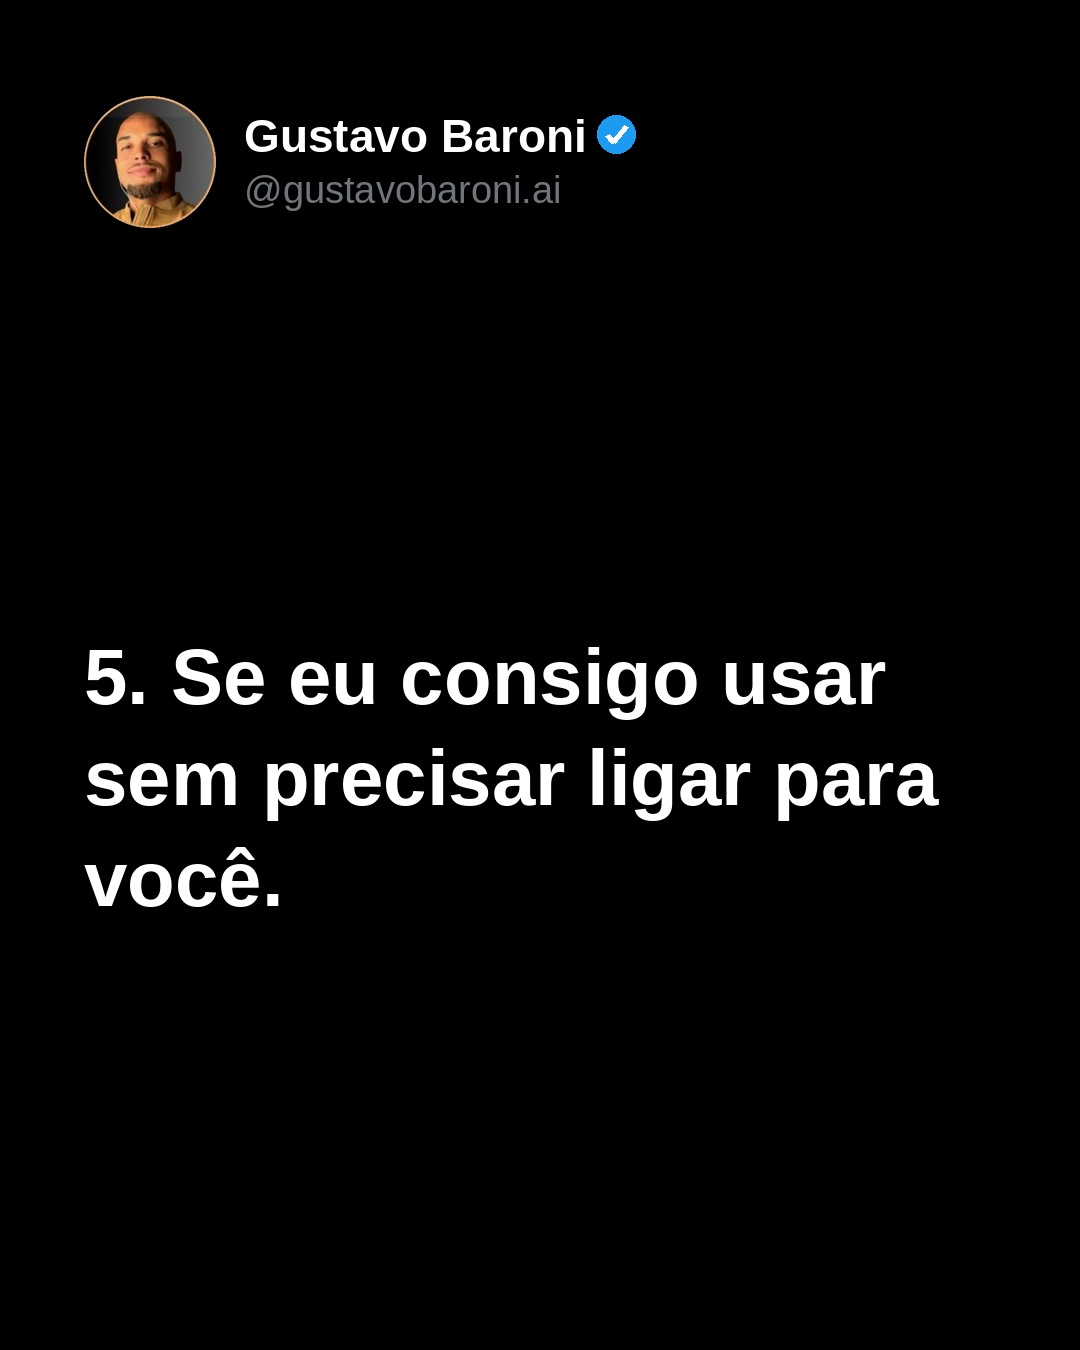 Gustavo Baroni
@gustavobaroni.ai
5. Se eu consigo usar
sem precisar ligar para
você.